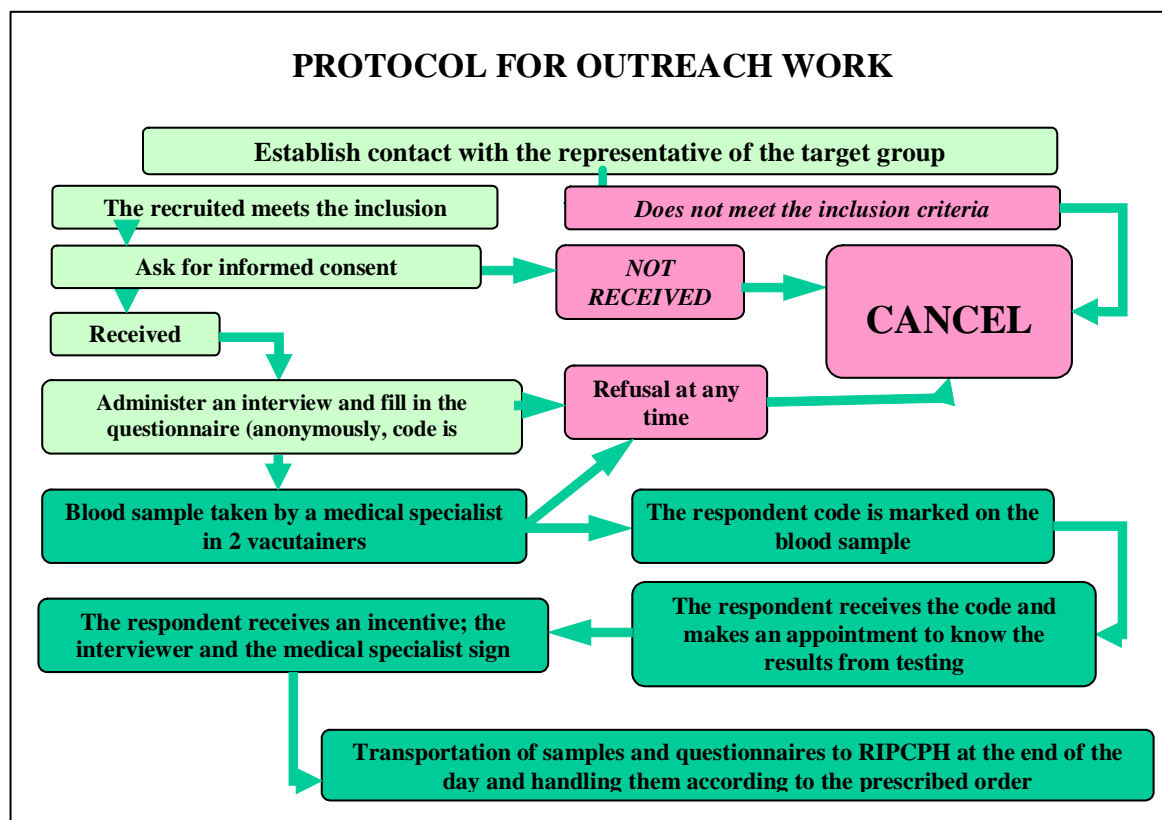 PROTOCOL FOR OUTREACH WORK
Establish contact with the representative of the target group
The recruited meets the inclusion
Does not meet the inclusion criteria
Ask for informed consent
NOT
RECEIVED
CANCEL
Received
Administer an interview and fill in the
questionnaire (anonymously, code is
Refusal at any
time
Blood sample taken by a medical specialist
in 2 vacutainers
The respondent code is marked on the
blood sample
The respondent receives the code and
makes an appointment to know the
results from testing
The respondent receives an incentive; the
interviewer and the medical specialist sign
Transportation of samples and questionnaires to RIPCPH at the end of the
day and handling them according to the prescribed order